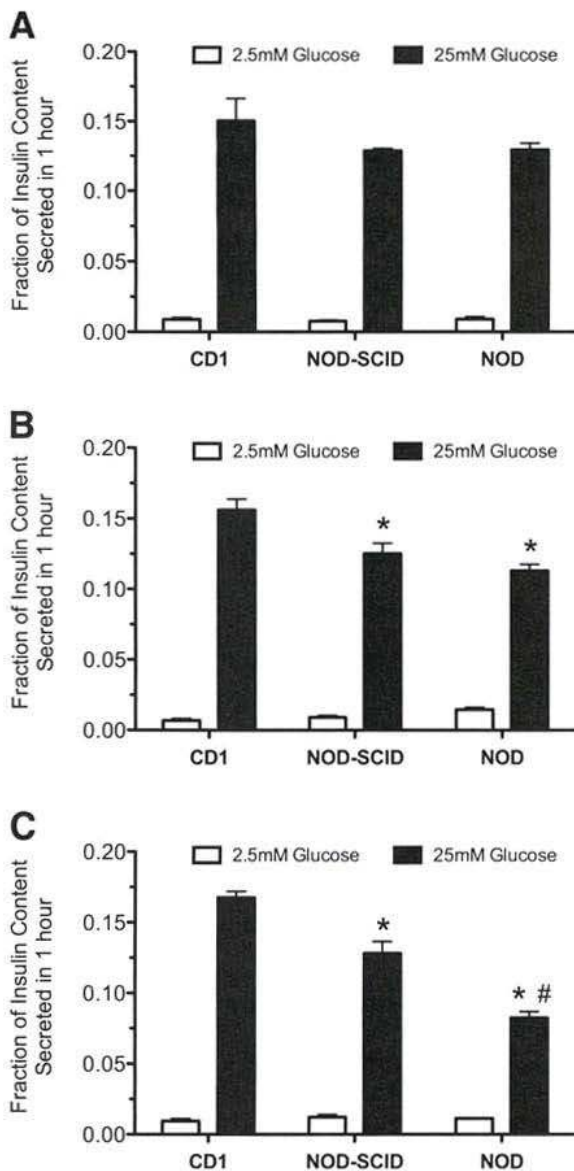 A
2.5mM Glucose 25mM Glucose
Fraction of Insulin Content
Secreted in 1 hour
0.20
0.15
0.10
0.05
0.00
CD1 NOD-SCID NOD
B
2.5mM Glucose 25mM Glucose
Fraction of Insulin Content
Secreted in 1 hour
0.20
0.15
0.10
0.05
0.00
* *
CD1 NOD-SCID NOD
C
2.5mM Glucose 25mM Glucose
Fraction of Insulin Content
Secreted in 1 hour
0.20
0.15
0.10
0.05
0.00
* * #
CD1 NOD-SCID NOD